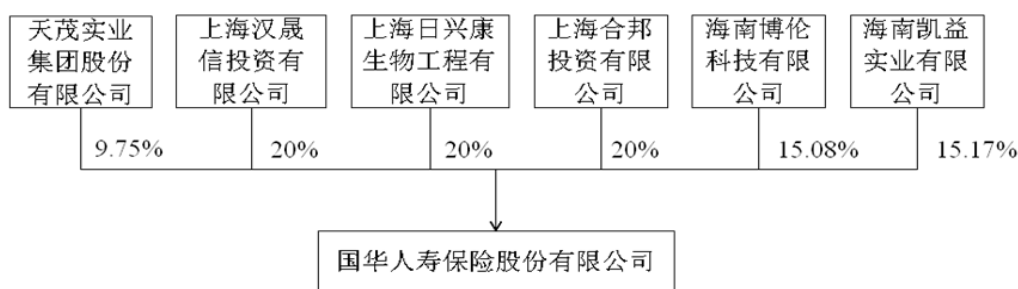 天茂实业
集团股份
有限公司
上海汉晟
信投资有
限公司
上海日兴康
生物工程有
限公司
上海合邦
投资有限
公司
海南博伦
科技有限
公司
海南凯益
实业有限
公司
9.75%
20%
20%
20%
15.08%
15.17%
国华人寿保险股份有限公司